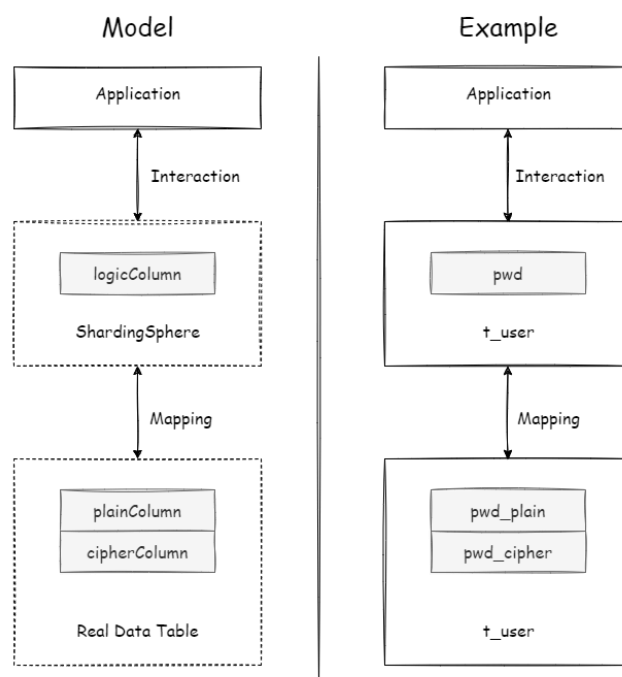 Model
Application
Interaction
logicColumn
ShardingSphere
Mapping
plainColumn
cipherColumn
Real Data Table
Example
Application
Interaction
pwd
t_user
Mapping
pwd_plain
pwd_cipher
t_user